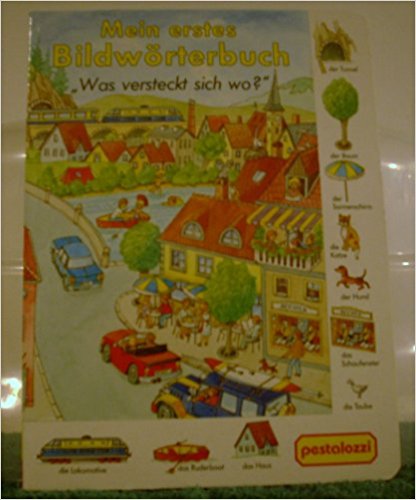 Mein erstes
Bildwörterbuch
„Was versteckt sich wo?“
der Tunnel
der Baum
der
Sonnenschirm
die
Katze
der Hund
das
Schaufenster
die Taube
die Lokomotive
das Ruderboot
das Haus
pestalozzi